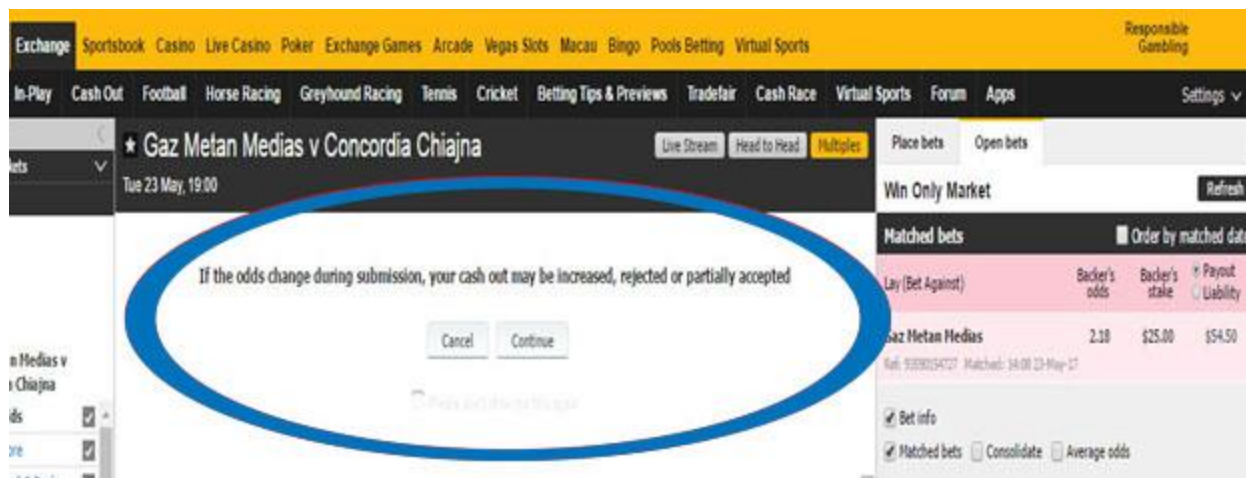 Responsible
Gambling
Exchange Sportsbook Casino Live Casino Poker Exchange Games Arcade Vegas Slots Macau Bingo Pools Betting Virtual Sports
In-Play Cash Out Football Horse Racing Greyhound Racing Tennis Cricket Betting Tips & Previews Tradefair Cash Race Virtual Sports Forum Apps Settings
Gaz Metan Medias v Concordia Chiajna
Live Stream Head to Head Multiples
Tue 23 May, 19:00
If the odds change during submission, your cash out may be increased, rejected or partially accepted
Cancel Continue
n Medias v
Chiajna
Place bets Open bets
Win Only Market Refresh
Matched bets Order by matched date
Lay (Bet Against) Backer's odds Backer's stake Payout
Liability
Gaz Metan Medias 2.18 $25.00 $54.50
Matched: 14:08 23-May-17
Bet info
Matched bets Consolidate Average odds